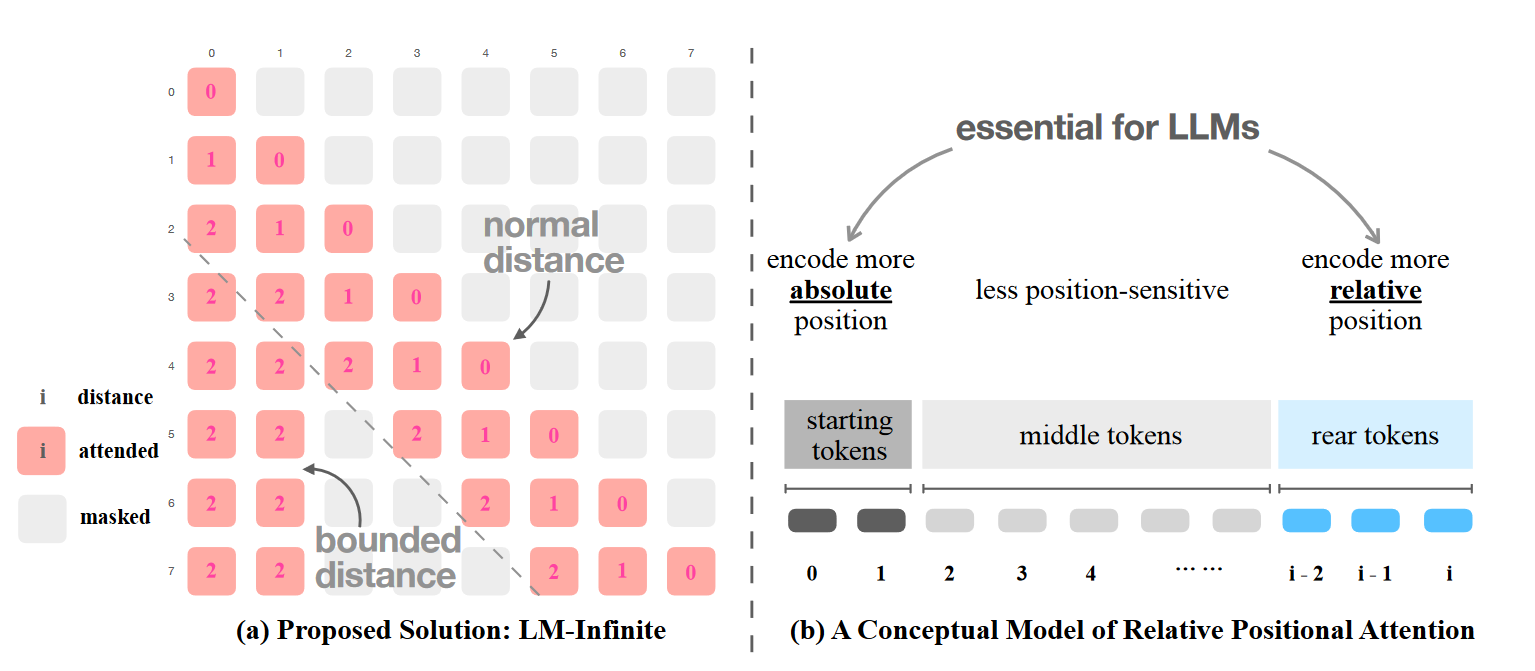 0 1 2 3 4 5 6 7
0 0
1 1 0
2 2 1 0
3 2 2 1 0
4 2 2 2 1 0
5 2 2 2 1 0
6 2 2 2 1 0
7 2 2 2 1 0
normal
distance
bounded
distance
i distance
i attended
masked
(a) Proposed Solution: LM-Infinite
essential for LLMs
encode more
absolute
position
less position-sensitive
encode more
relative
position
starting
tokens
middle tokens
rear tokens
0 1 2 3 4 ... ... i - 2 i - 1 i
(b) A Conceptual Model of Relative Positional Attention